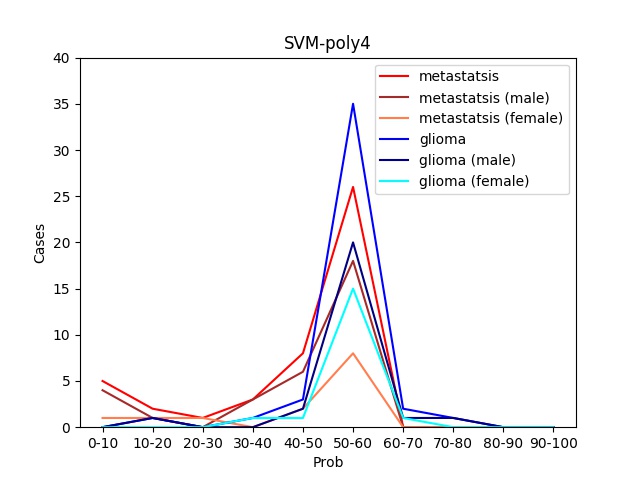 SVM-poly4
40
35
30
25
20
15
10
5
0
Cases
metastatsis
metastatsis (male)
metastatsis (female)
glioma
glioma (male)
glioma (female)
0-10 10-20 20-30 30-40 40-50 50-60 60-70 70-80 80-90 90-100
Prob